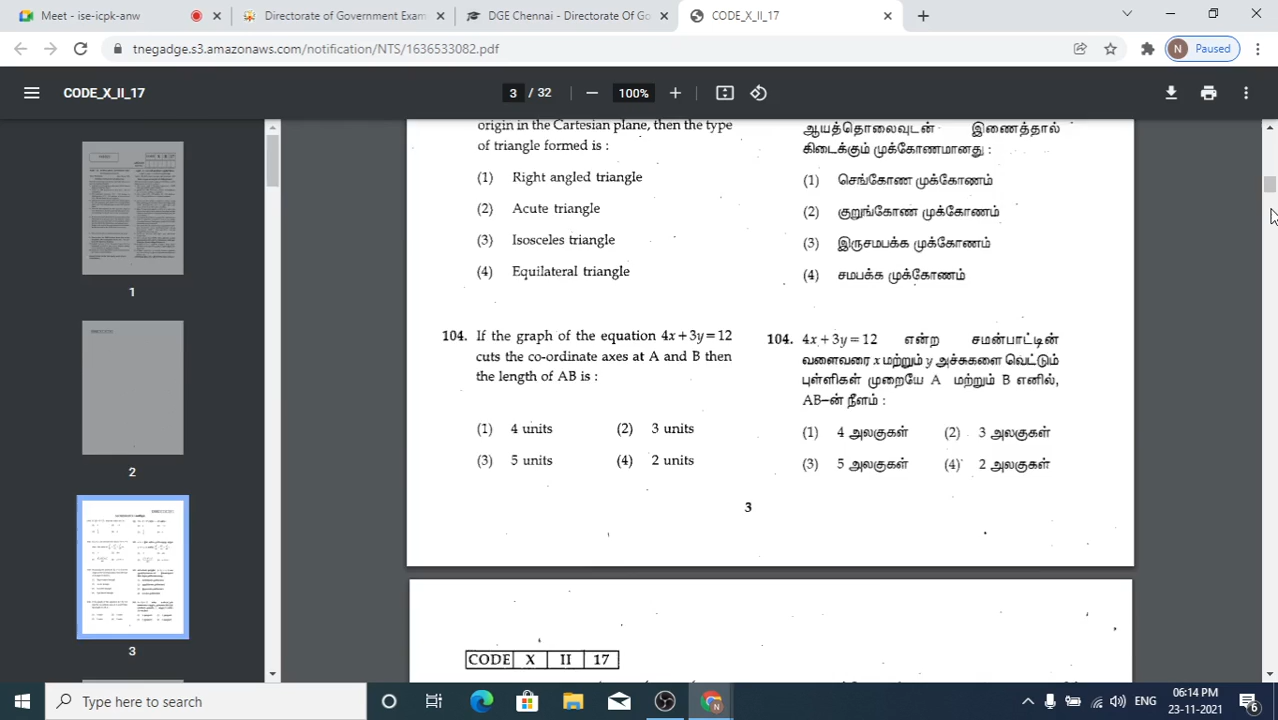 Meet - ise-icpk-anw
Directorate of Government Exam
DGE Chennai - Directorate Of Go
CODE_X_II_17
tnegadge.s3.amazonaws.com/notification/NTS/1636533082.pdf
N Paused
CODE_X_II_17
3 / 32
100%
1
2
3
origin in the Cartesian plane, then the type
of triangle formed is :
(1) Right angled triangle
(2) Acute triangle
(3) Isosceles triangle
(4) Equilateral triangle
104. If the graph of the equation 4x+3y=12
cuts the co-ordinate axes at A and B then
the length of AB is :
(1) 4 units (2) 3 units
(3) 5 units (4) 2 units
ஆயத்தொலைவுடன் இணைத்தால்
கிடைக்கும் முக்கோணமானது :
(1) செங்கோண முக்கோணம்
(2) குறுங்கோண முக்கோணம்
(3) இருசமபக்க முக்கோணம்
(4) சமபக்க முக்கோணம்
104. 4x + 3y = 12 என்ற சமன்பாட்டின்
வளைவரை x மற்றும் y அச்சுகளை வெட்டும்
புள்ளிகள் முறையே A மற்றும் B எனில்,
AB-ன் நீளம் :
(1) 4 அலகுகள் (2) 3 அலகுகள்
(3) 5 அலகுகள் (4) 2 அலகுகள்
3
CODE X II 17
Type here to search
N
ENG
06:14 PM
23-11-2021
6